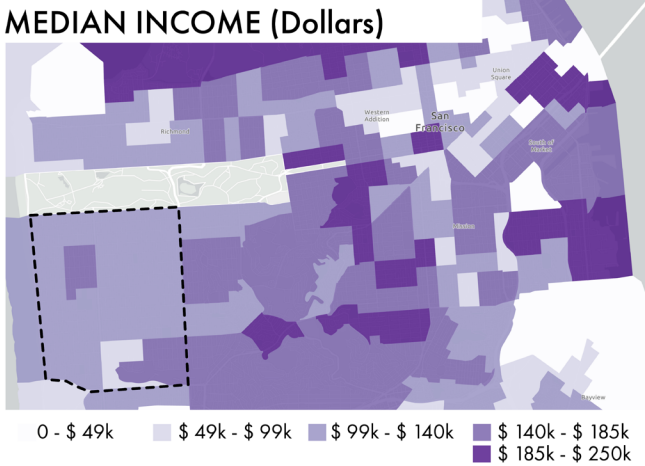 MEDIAN INCOME (Dollars)
Union
Square
Western
Addition
San
Francisco
Richmond
South of
Market
Mission
Bayview
0 - $ 49k
$ 49k - $ 99k
$ 99k - $ 140k
$ 140k - $ 185k
$ 185k - $ 250k